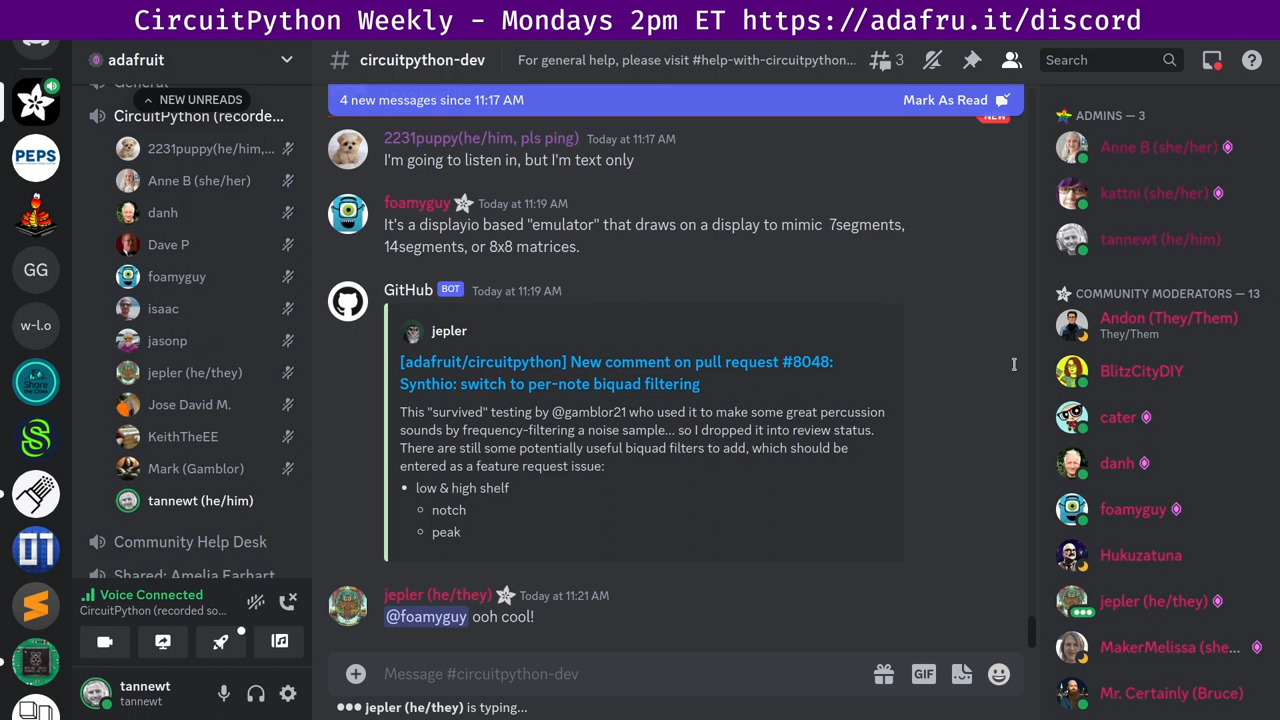 CircuitPython Weekly - Mondays 2pm ET https://adafru.it/discord
adafruit
General
NEW UNREADS
CircuitPython (recorde...
2231puppy(he/him,...
Anne B (she/her)
danh
Dave P
foamyguy
isaac
jasonp
jepler (he/they)
Jose David M.
KeithTheEE
Mark (Gamblor)
tannewt (he/him)
Community Help Desk
Shared: Amelia Earhart
Voice Connected
CircuitPython (recorded so...
tannewt
tannewt
PEPS
GG
w-l.o
Share the Cities
circuitpython-dev
For general help, please visit #help-with-circuitpython...
3
Search
4 new messages since 11:17 AM
Mark As Read
NEW
2231puppy(he/him, pls ping) Today at 11:17 AM
I'm going to listen in, but I'm text only
foamyguy Today at 11:19 AM
It's a displayio based "emulator" that draws on a display to mimic 7segments,
14segments, or 8x8 matrices.
GitHub BOT Today at 11:19 AM
jepler
[adafruit/circuitpython] New comment on pull request #8048:
Synthio: switch to per-note biquad filtering
This "survived" testing by @gamblor21 who used it to make some great percussion
sounds by frequency-filtering a noise sample... so I dropped it into review status.
There are still some potentially useful biquad filters to add, which should be
entered as a feature request issue:
• low & high shelf
◦ notch
◦ peak
jepler (he/they) Today at 11:21 AM
@foamyguy ooh cool!
Message #circuitpython-dev
GIF
jepler (he/they) is typing...
ADMINS — 3
Anne B (she/her)
kattni (she/her)
tannewt (he/him)
COMMUNITY MODERATORS — 13
Andon (They/Them)
They/Them
BlitzCityDIY
cater
danh
foamyguy
Hukuzatuna
jepler (he/they)
MakerMelissa (she...
Mr. Certainly (Bruce)